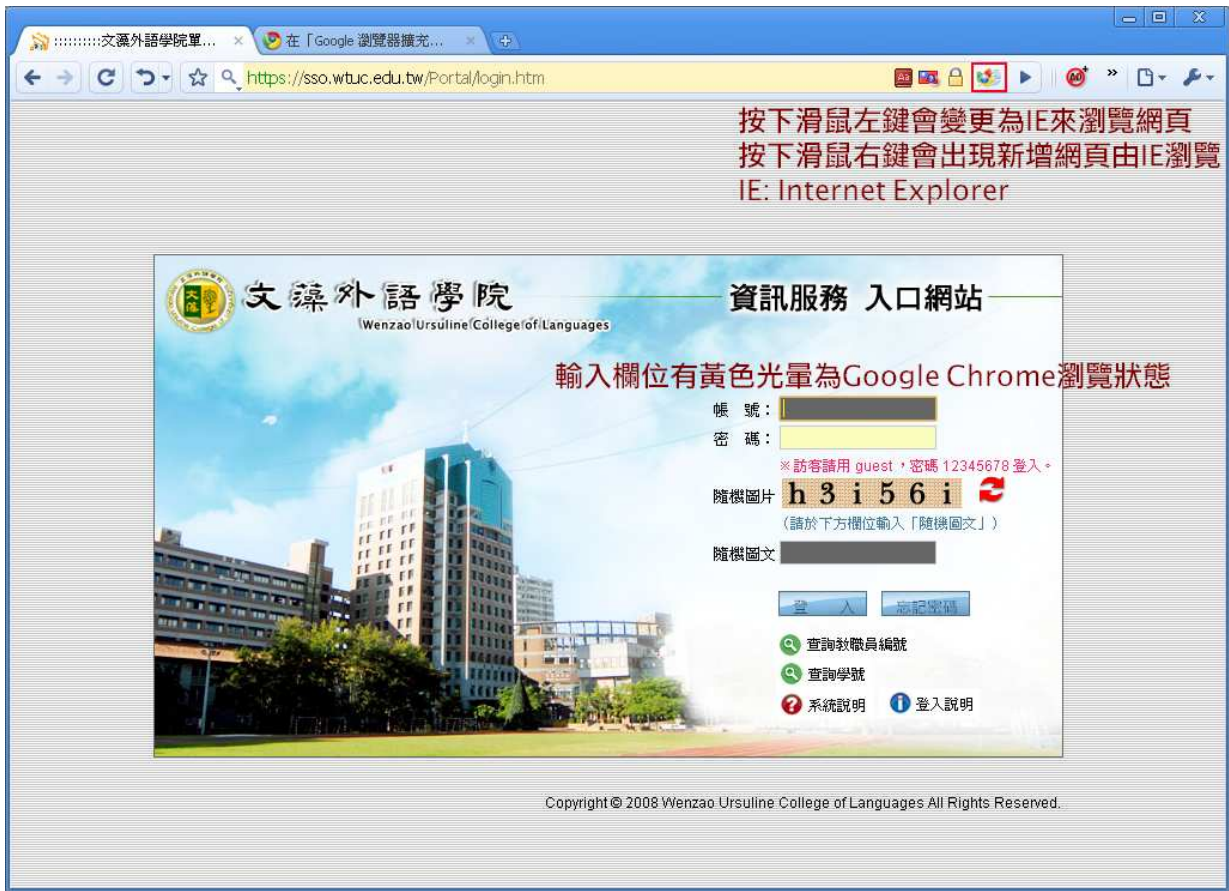 ::::::::::文藻外語學院單...
在「Google 瀏覽器擴充...
https://sso.wtuc.edu.tw/Portal/login.htm
按下滑鼠左鍵會變更為IE來瀏覽網頁
按下滑鼠右鍵會出現新增網頁由IE瀏覽
IE: Internet Explorer
文藻外語學院
Wenzao Ursuline College of Languages
資訊服務 入口網站
輸入欄位有黃色光暈為Google Chrome瀏覽狀態
帳 號：
密 碼：
※訪客請用 guest ，密碼 12345678 登入。
隨機圖片 h 3 i 5 6 i
(請於下方欄位輸入「隨機圖文」)
隨機圖文
登 入 忘記密碼
查詢教職員編號
查詢學號
系統說明 登入說明
Copyright © 2008 Wenzao Ursuline College of Languages All Rights Reserved.